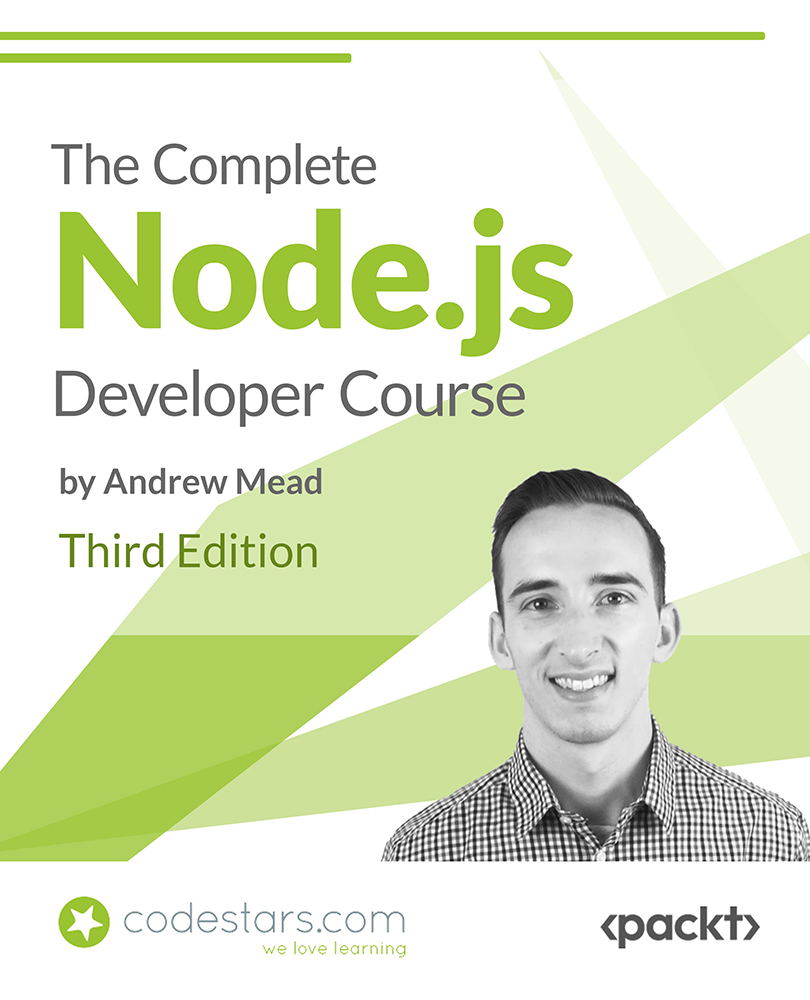 The Complete
Node.js
Developer Course
by Andrew Mead
Third Edition
codestars.com
we love learning
<packt>